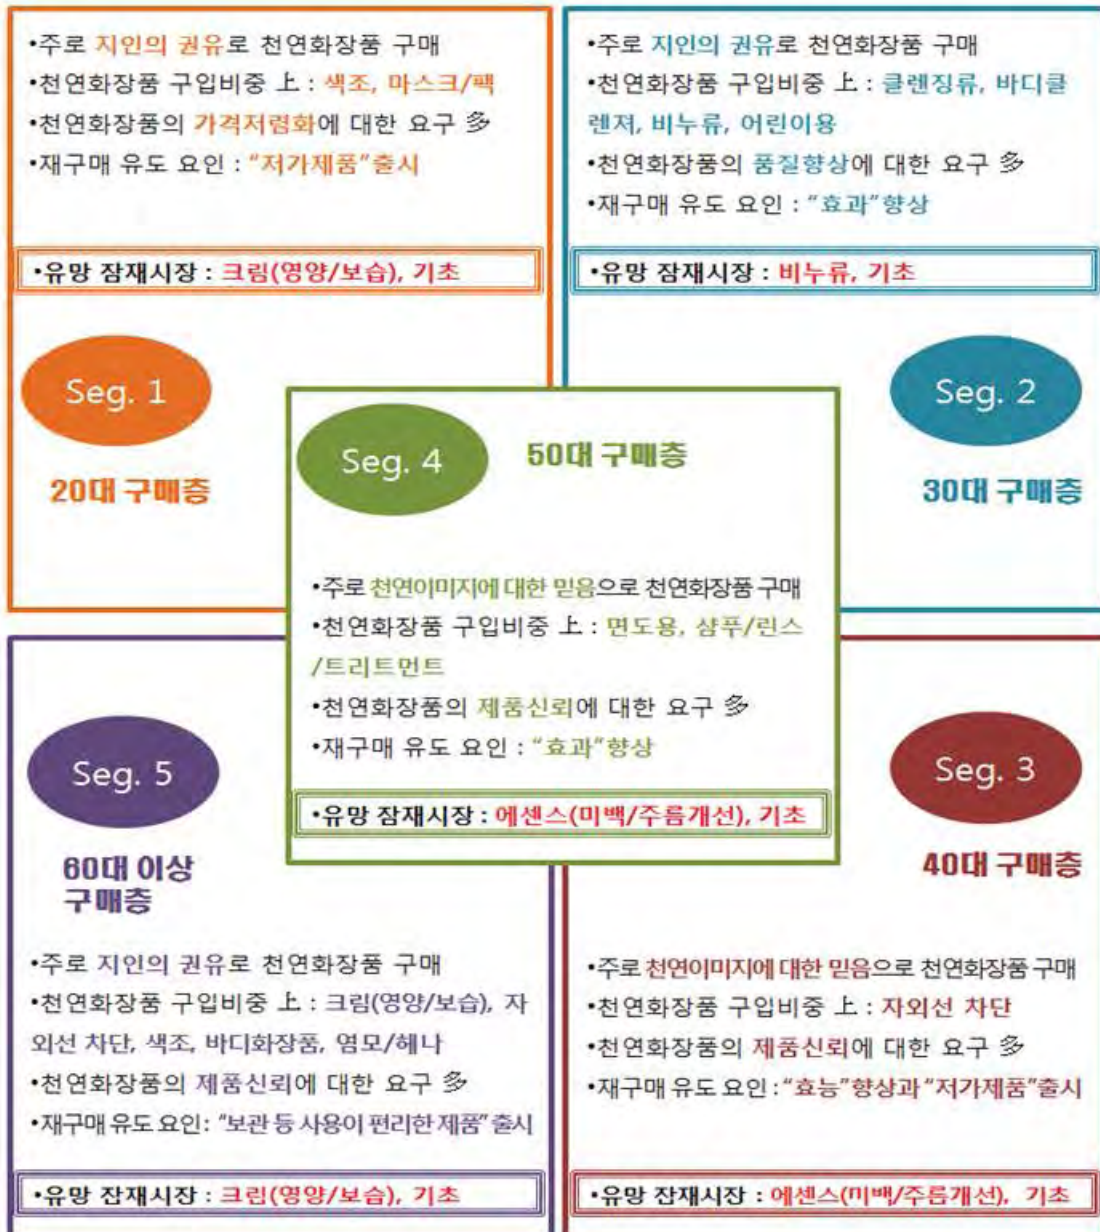 •주로 지인의 권유로 천연화장품 구매
•천연화장품 구입비중 上 : 색조, 마스크/팩
•천연화장품의 가격저렴화에 대한 요구 多
•재구매 유도 요인 : “저가제품”출시
•유망 잠재시장 : 크림(영양/보습), 기초
Seg. 1
20대 구매층
•주로 지인의 권유로 천연화장품 구매
•천연화장품 구입비중 上 : 클렌징류, 바디클
렌져, 비누류, 어린이용
•천연화장품의 품질향상에 대한 요구 多
•재구매 유도 요인 : “효과”향상
•유망 잠재시장 : 비누류, 기초
Seg. 2
30대 구매층
Seg. 4
50대 구매층
•주로 천연이미지에 대한 믿음으로 천연화장품 구매
•천연화장품 구입비중 上 : 면도용, 샴푸/린스
/트리트먼트
•천연화장품의 제품신뢰에 대한 요구 多
•재구매 유도 요인 : “효과”향상
•유망 잠재시장 : 에센스(미백/주름개선), 기초
Seg. 5
60대 이상
구매층
•주로 지인의 권유로 천연화장품 구매
•천연화장품 구입비중 上 : 크림(영양/보습), 자
외선 차단, 색조, 바디화장품, 염모/헤나
•천연화장품의 제품신뢰에 대한 요구 多
•재구매 유도 요인: “보관 등 사용이 편리한 제품” 출시
•유망 잠재시장 : 크림(영양/보습), 기초
Seg. 3
40대 구매층
•주로 천연이미지에 대한 믿음으로 천연화장품 구매
•천연화장품 구입비중 上 : 자외선 차단
•천연화장품의 제품신뢰에 대한 요구 多
•재구매 유도 요인 : “효능”향상과 “저가제품”출시
•유망 잠재시장 : 에센스(미백/주름개선), 기초